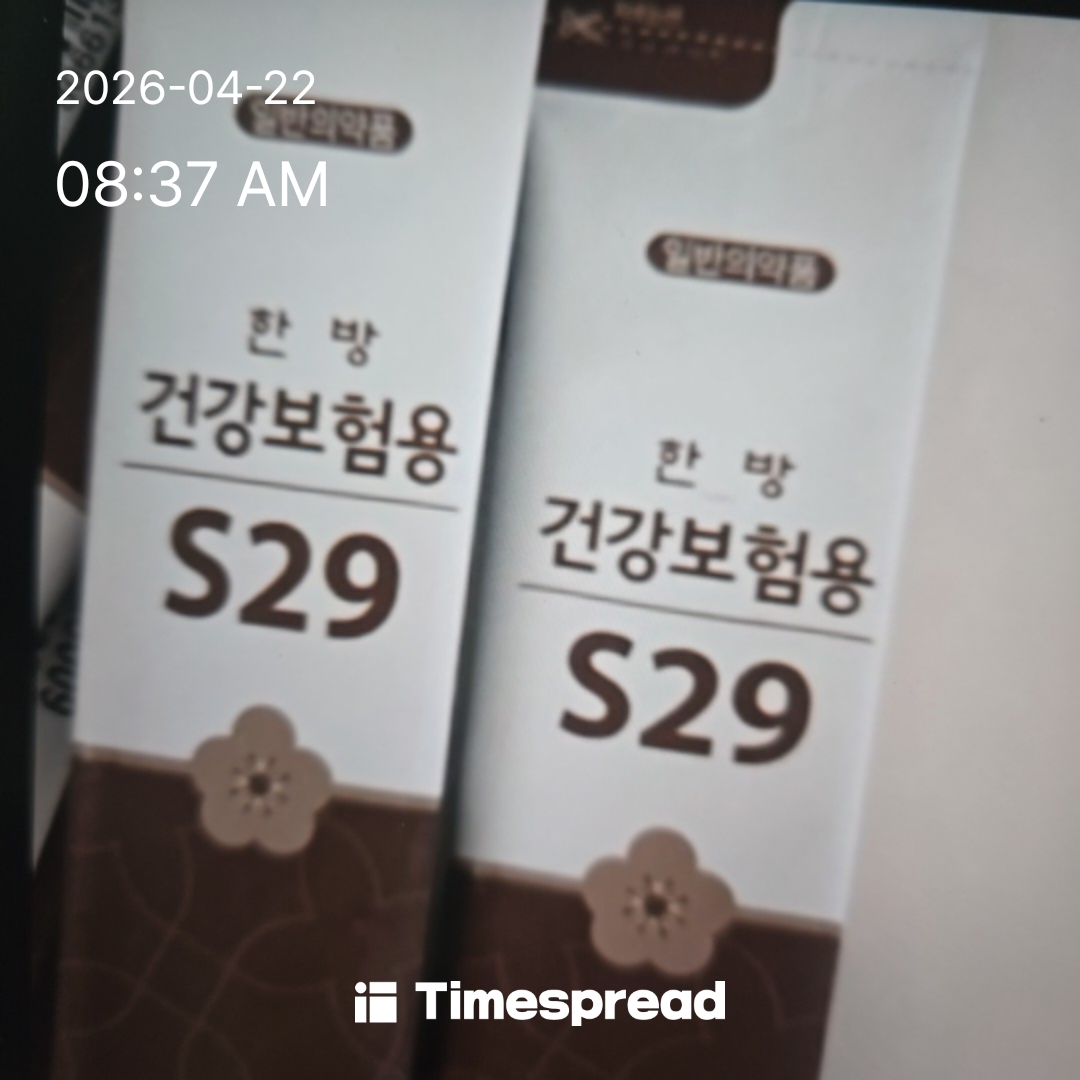 2026-04-22
08:37 AM
일반의약품
한 방
건강보험용
S29
일반의약품
한 방
건강보험용
S29
Timespread